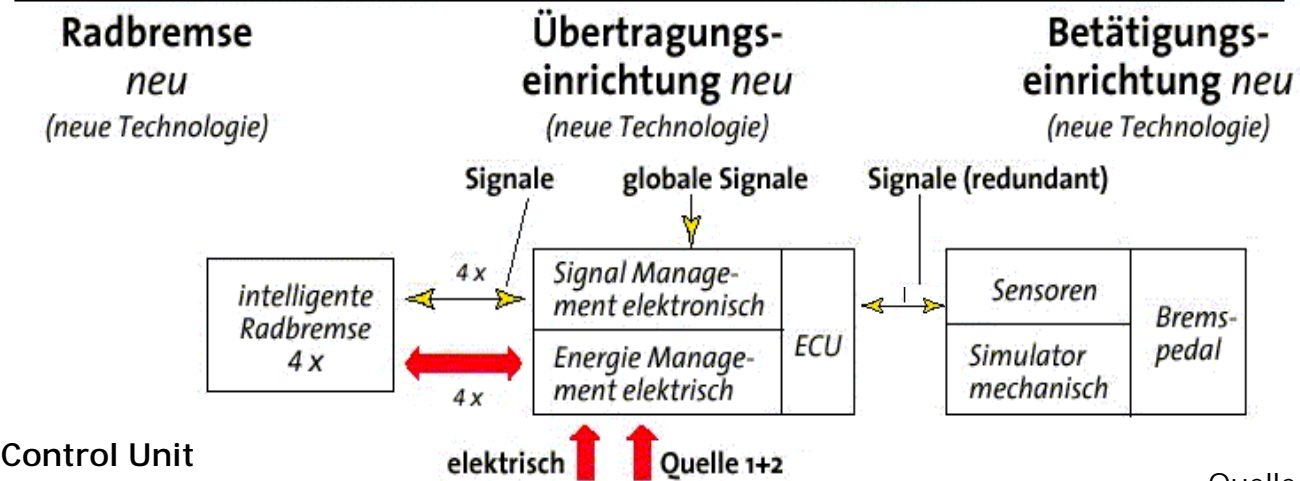 Radbremse
neu
(neue Technologie)
Übertragungs-
einrichtung neu
(neue Technologie)
Betätigungs-
einrichtung neu
(neue Technologie)
Signale
globale Signale
Signale (redundant)
intelligente
Radbremse
4 x
4 x
4 x
Signal Manage-
ment elektronisch
Energie Manage-
ment elektrisch
ECU
Sensoren
Simulator
mechanisch
Brems-
pedal
Control Unit
elektrisch
Quelle 1+2